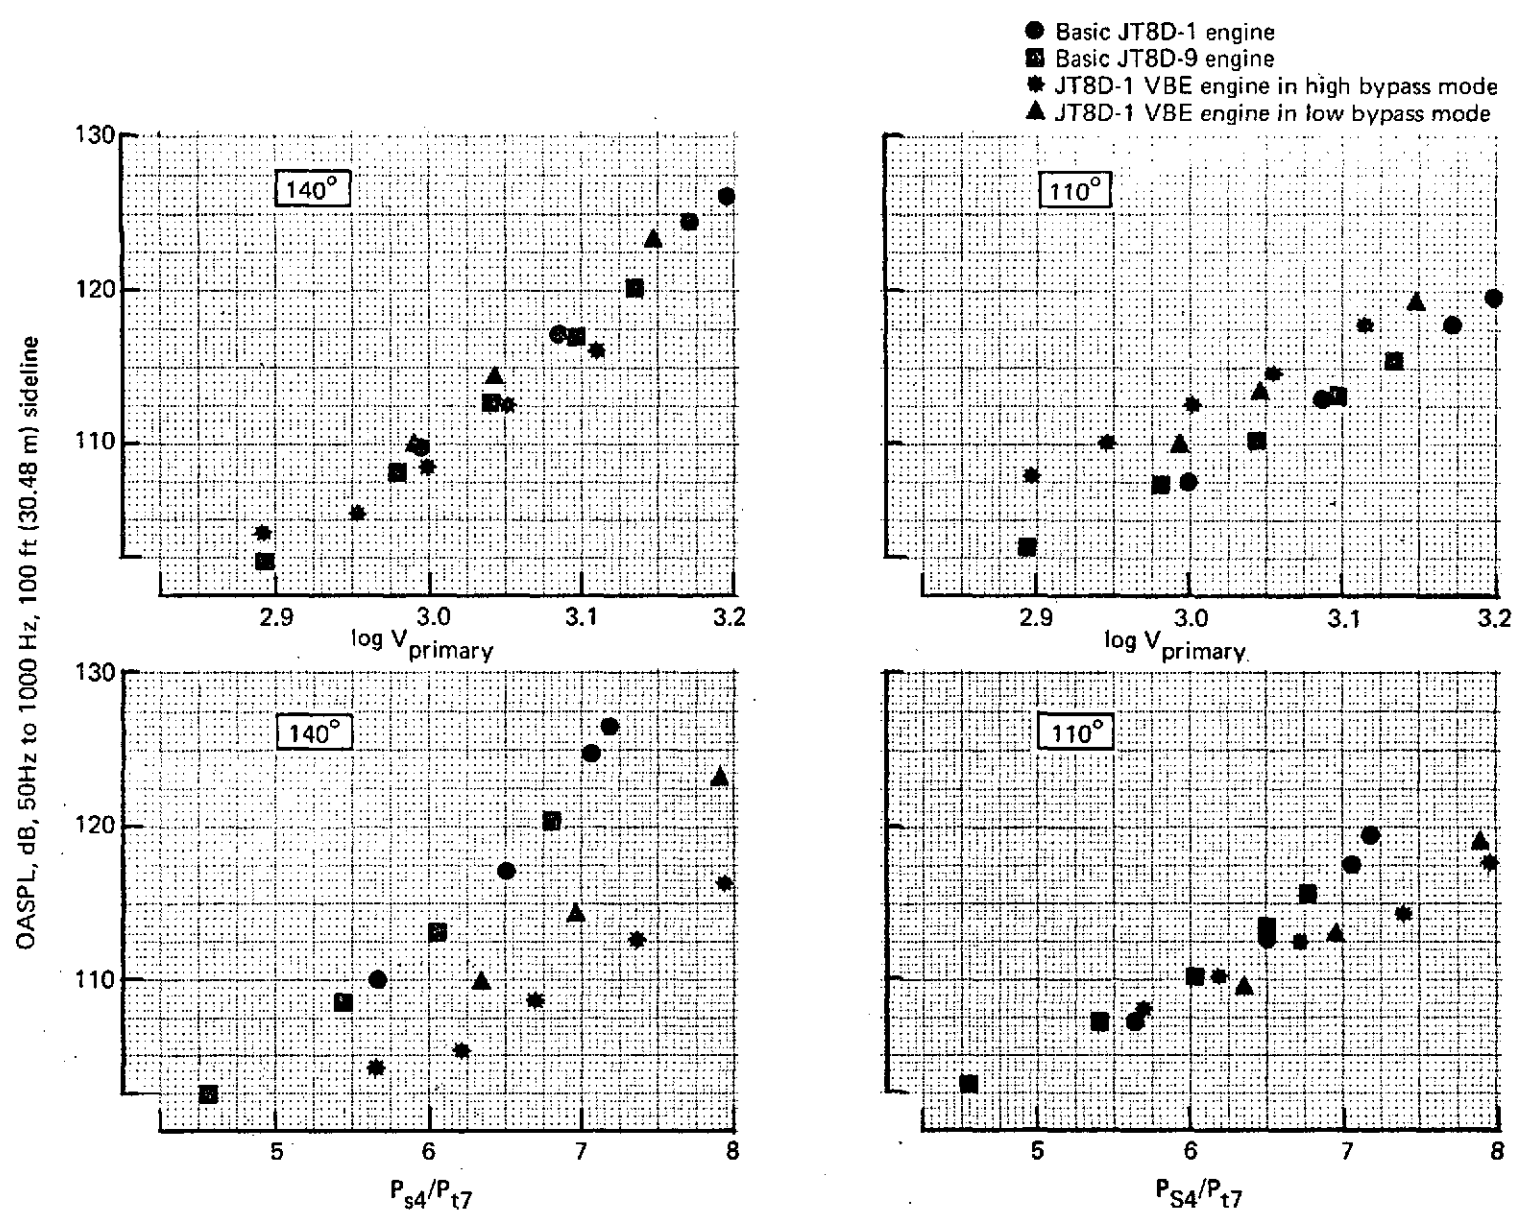 Basic JT8D-1 engine
Basic JT8D-9 engine
JT8D-1 VBE engine in high bypass mode
JT8D-1 VBE engine in low bypass mode
OASPL, dB, 50Hz to 1000 Hz, 100 ft (30.48 m) sideline
130
120
110
140°
2.9 3.0 3.1 3.2
log Vprimary
110°
2.9 3.0 3.1 3.2
log Vprimary
130
120
110
140°
5 6 7 8
Ps4/Pt7
110°
5 6 7 8
PS4/Pt7